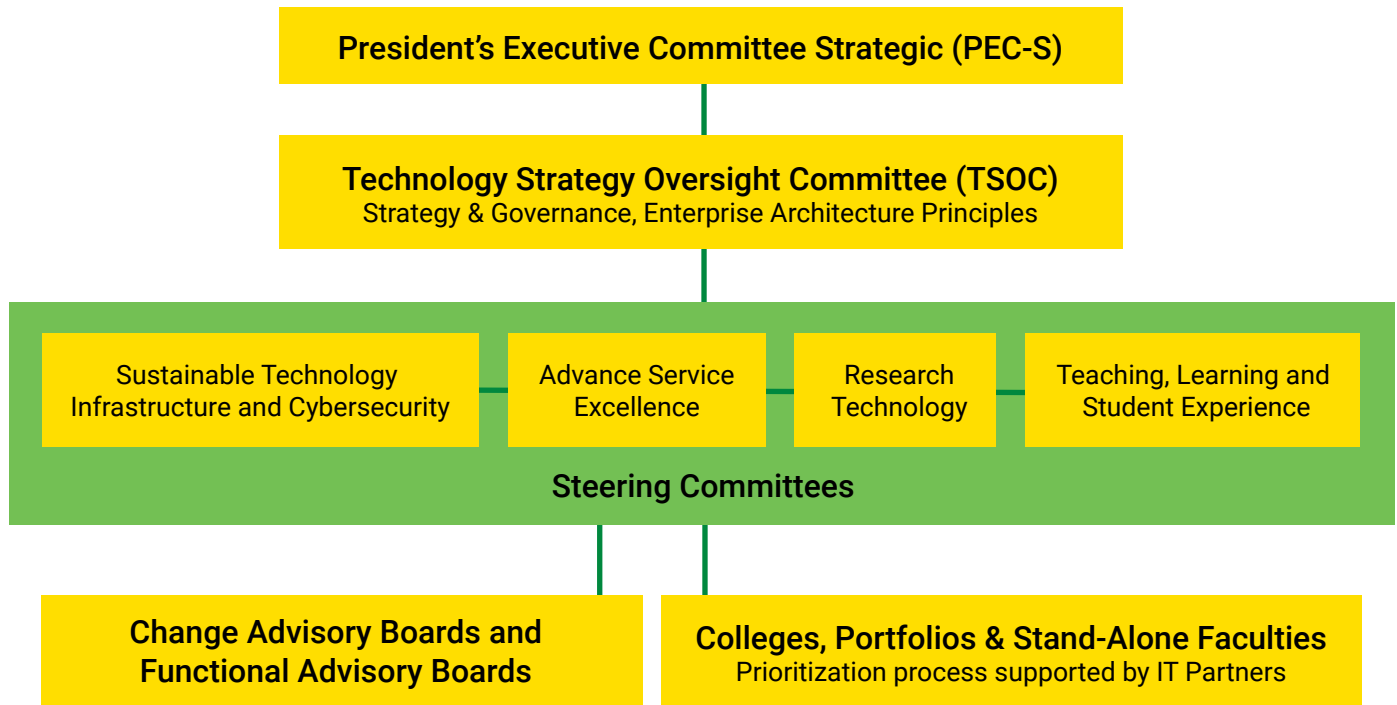 President’s Executive Committee Strategic (PEC-S)
Technology Strategy Oversight Committee (TSOC)
Strategy & Governance, Enterprise Architecture Principles
Sustainable Technology
Infrastructure and Cybersecurity
Advance Service
Excellence
Research
Technology
Teaching, Learning and
Student Experience
Steering Committees
Change Advisory Boards and
Functional Advisory Boards
Colleges, Portfolios & Stand-Alone Faculties
Prioritization process supported by IT Partners